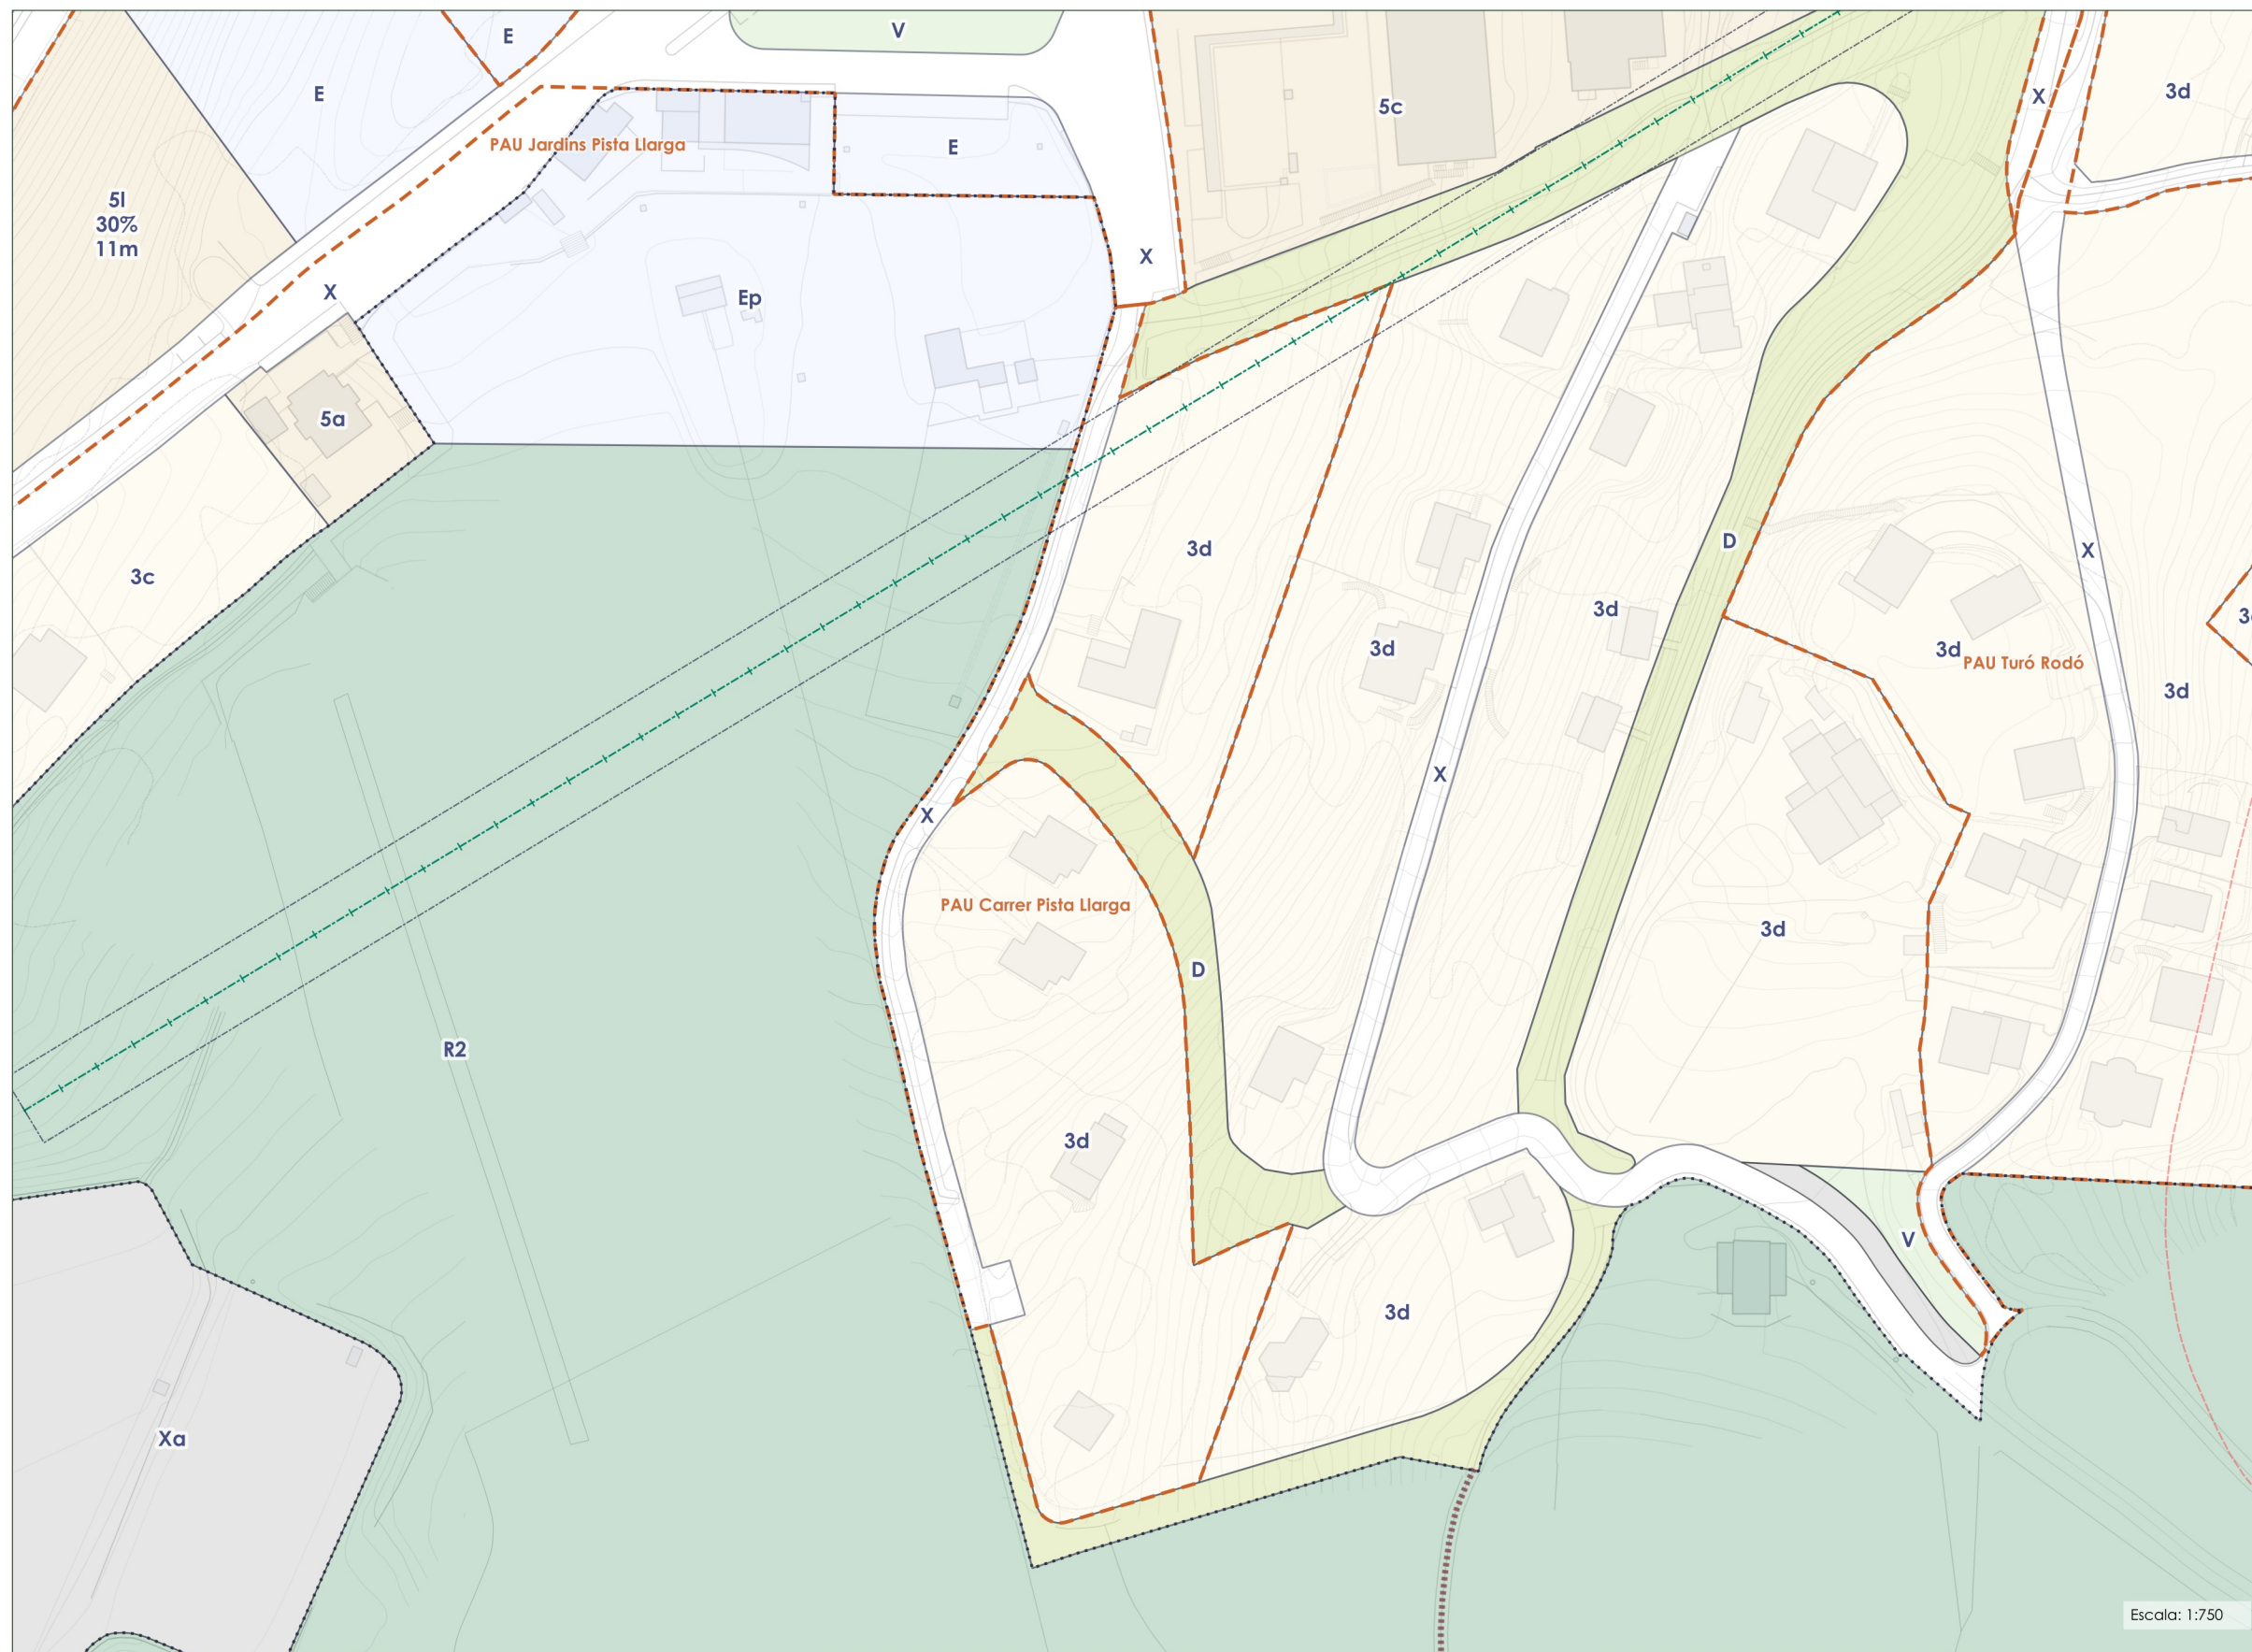 E
V
E
3d
X
5c
PAU Jardins Pista Llarga
E
5l
30%
11m
X
X
Ep
5a
3d
D
X
3c
3d
3d
3d
PAU Turó Rodó
3d
X
X
PAU Carrer Pista Llarga
3d
D
R2
3d
V
3d
Xa
Escala: 1:750